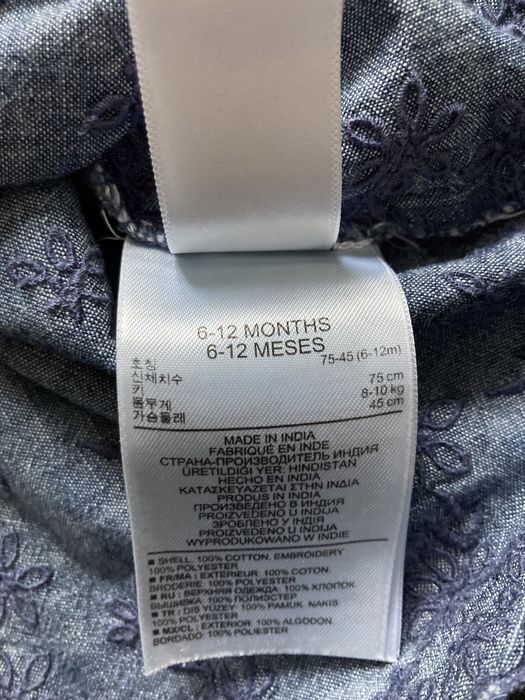 6-12 MONTHS
6-12 MESES
호칭 75-45 (6-12m)
신체치수
키 75 cm
몸무게 8-10 kg
가슴둘레 45 cm
MADE IN INDIA
FABRIQUÉ EN INDE
СТРАНА-ПРОИЗВОДИТЕЛЬ ИНДИЯ
ÜRETİLDİĞİ YER: HINDISTAN
HECHO EN INDIA
ΚΑΤΑΣΚΕΥΑΖΕΤΑΙ ΣΤΗΝ ΙΝΔΙΑ
PRODUS IN INDIA
ПРОИЗВЕДЕНО В ИНДИЯ
PROIZVEDENO U INDIJA
ЗРОБЛЕНО У ІНДІЯ
PROIZVEDENO U INDIJI
WYPRODUKOWANO W INDIE
■ SHELL: 100% COTTON. EMBROIDERY
100% POLYESTER
■ FR/MA : EXTERIEUR: 100% COTON.
BRODERIE: 100% POLYESTER
■ RU : ВЕРХНЯЯ ОДЕЖДА: 100% ХЛОПОК
ВЫШИВКА: 100% ПОЛИЭСТЕР
■ TR : DIS YUZEY: 100% PAMUK. NAKIS
100% POLYESTER
■ MX/CL : EXTERIOR: 100% ALGODON.
BORDADO: 100% POLIESTER